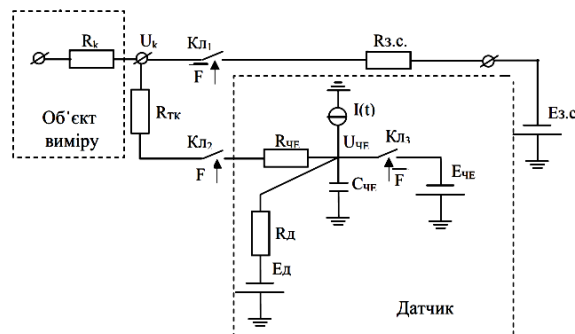 Rk
Uk
Кл1
F̅
Rз.с.
Об'єкт
виміру
RТК
I(t)
Eз.с
Кл2
F
RЧЕ
UЧЕ
Кл3
F̅
EЧЕ
CЧЕ
RД
EД
Датчик